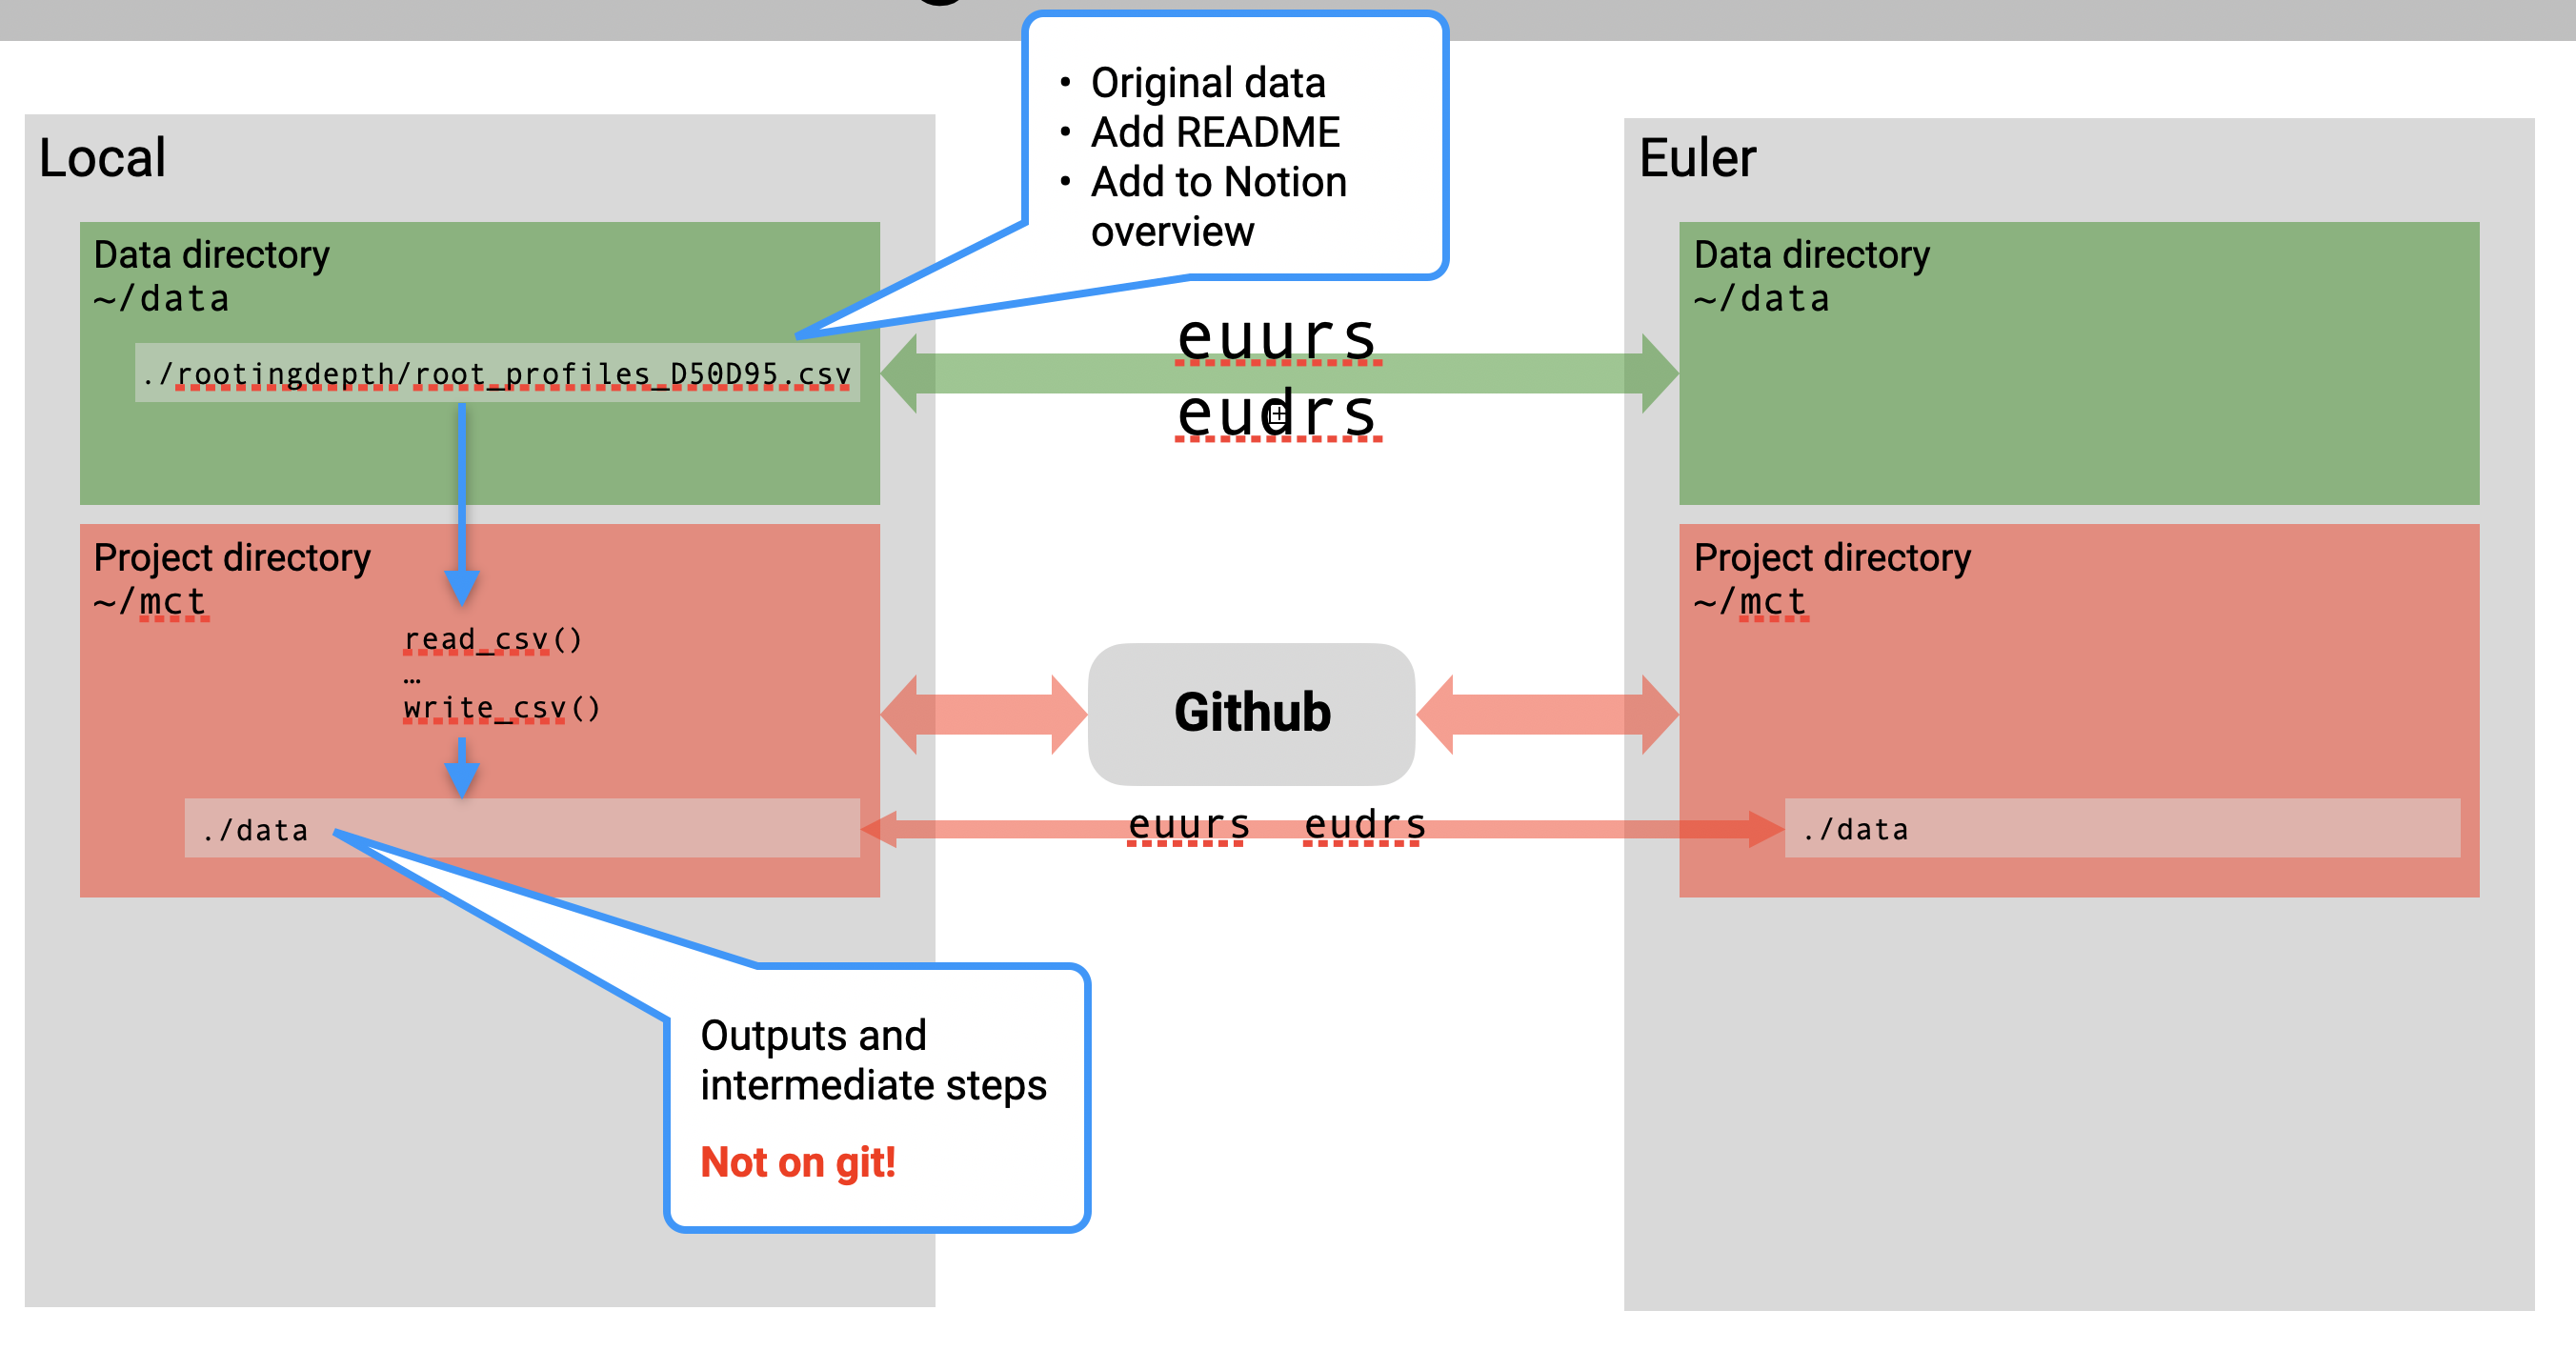 • Original data
• Add README
• Add to Notion
overview
Local
Data directory
~/data
./rootingdepth/root_profiles_D50D95.csv
euurs
eudrs
Euler
Data directory
~/data
Project directory
~/mct
read_csv()
…
write_csv()
./data
Github
euurs eudrs
Project directory
~/mct
./data
Outputs and
intermediate steps
Not on git!